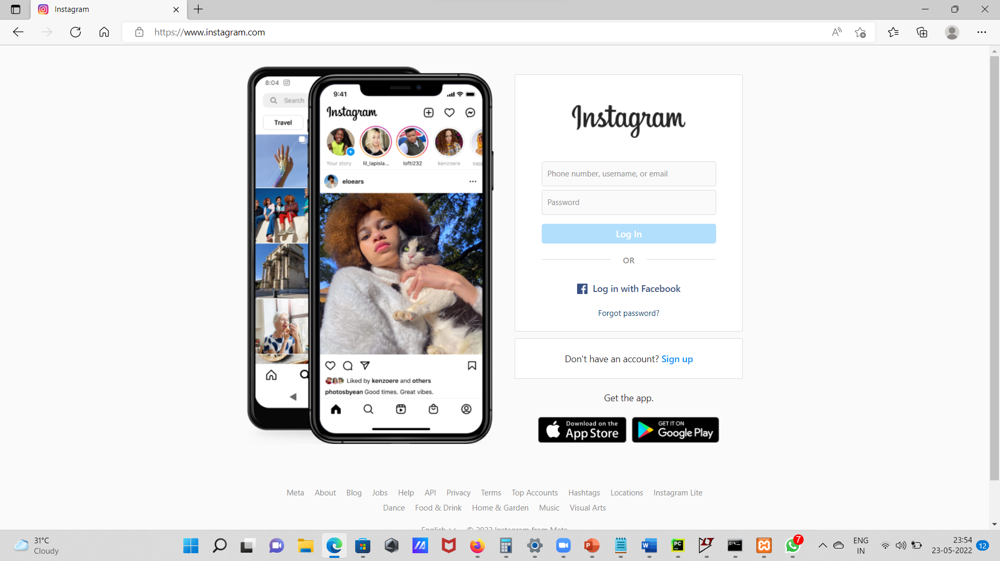 Instagram
https://www.instagram.com
8:04
Search
Travel
9:41
Instagram
Your story lil_lapisla... lofti232 kenzoere sap
eloears
Liked by kenzoere and others
photosbyean Good times. Great vibes.
Instagram
Phone number, username, or email
Password
Log In
OR
Log in with Facebook
Forgot password?
Don't have an account? Sign up
Get the app.
Download on the
App Store
GET IT ON
Google Play
Meta About Blog Jobs Help API Privacy Terms Top Accounts Hashtags Locations Instagram Lite
Dance Food & Drink Home & Garden Music Visual Arts
English © 2022 Instagram from Meta
31°C
Cloudy
7
ENG
IN
23:54
23-05-2022
12